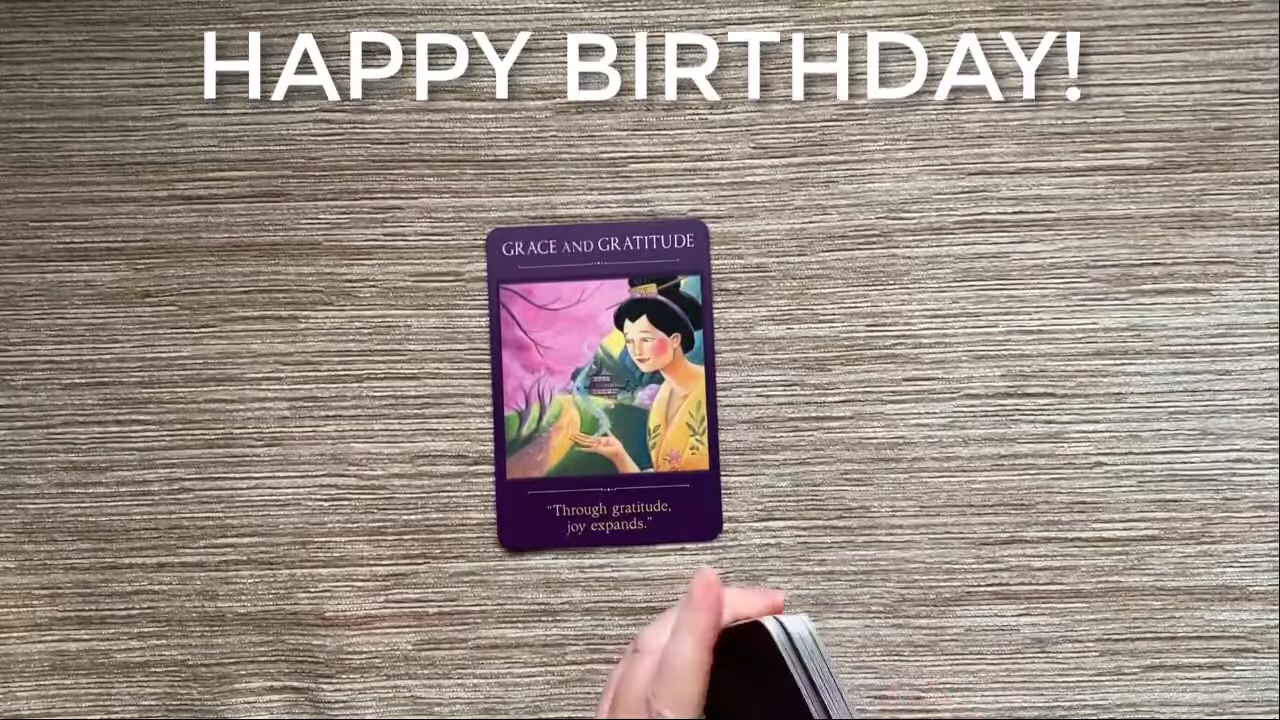 HAPPY BIRTHDAY!
GRACE AND GRATITUDE
"Through gratitude,
joy expands."